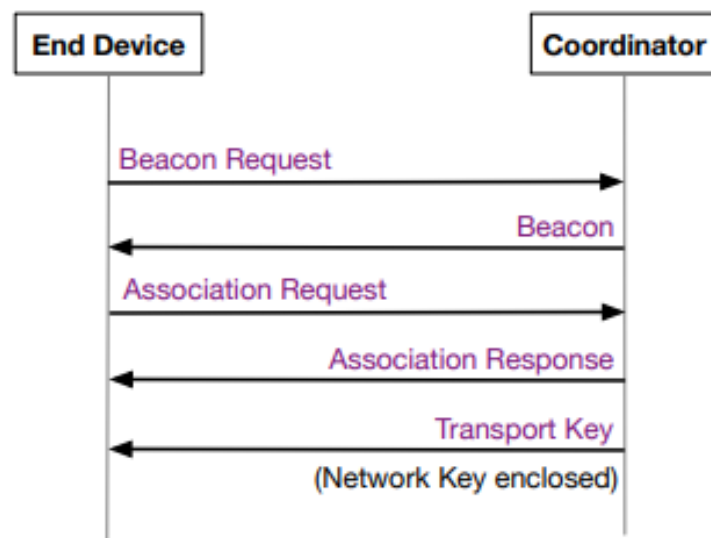 End Device
Coordinator
Beacon Request
Beacon
Association Request
Association Response
Transport Key
(Network Key enclosed)